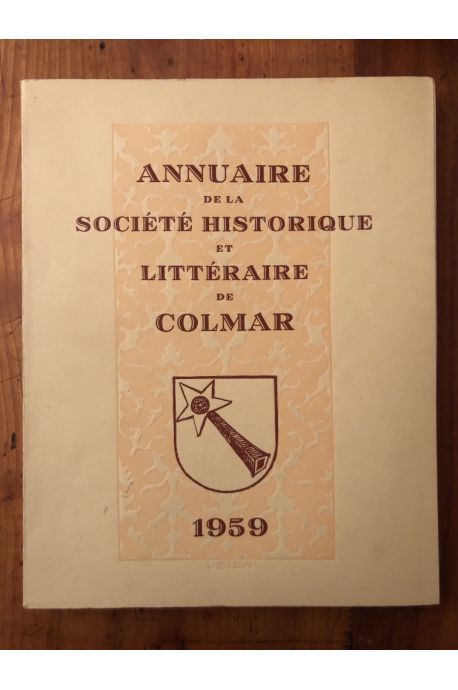 ANNUAIRE
DE LA
SOCIÉTÉ HISTORIQUE
ET
LITTÉRAIRE
DE
COLMAR
1959